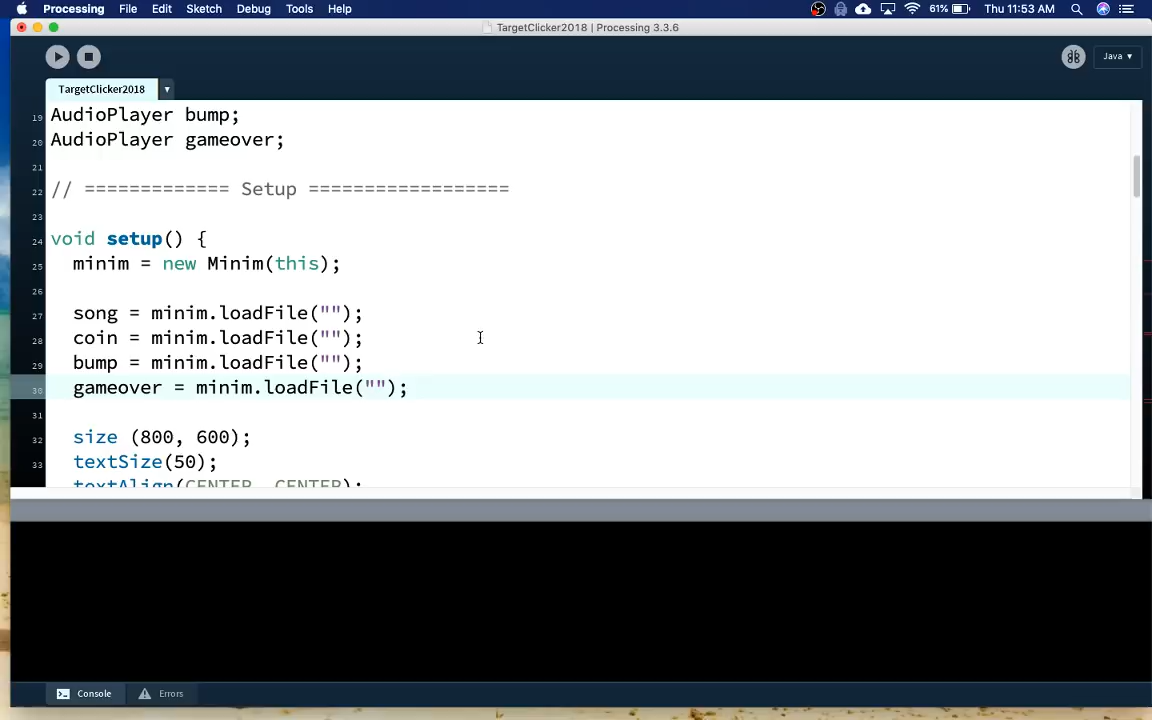 Processing File Edit Sketch Debug Tools Help 61% Thu 11:53 AM
TargetClicker2018 | Processing 3.3.6
Java ▾
TargetClicker2018 ▾
19 AudioPlayer bump;
20 AudioPlayer gameover;
21
22 // ============= Setup ==================
23
24 void setup() {
25 minim = new Minim(this);
26
27 song = minim.loadFile("");
28 coin = minim.loadFile("");
29 bump = minim.loadFile("");
30 gameover = minim.loadFile("");
31
32 size (800, 600);
33 textSize(50);
textAlign(CENTER, CENTER);
Console Errors